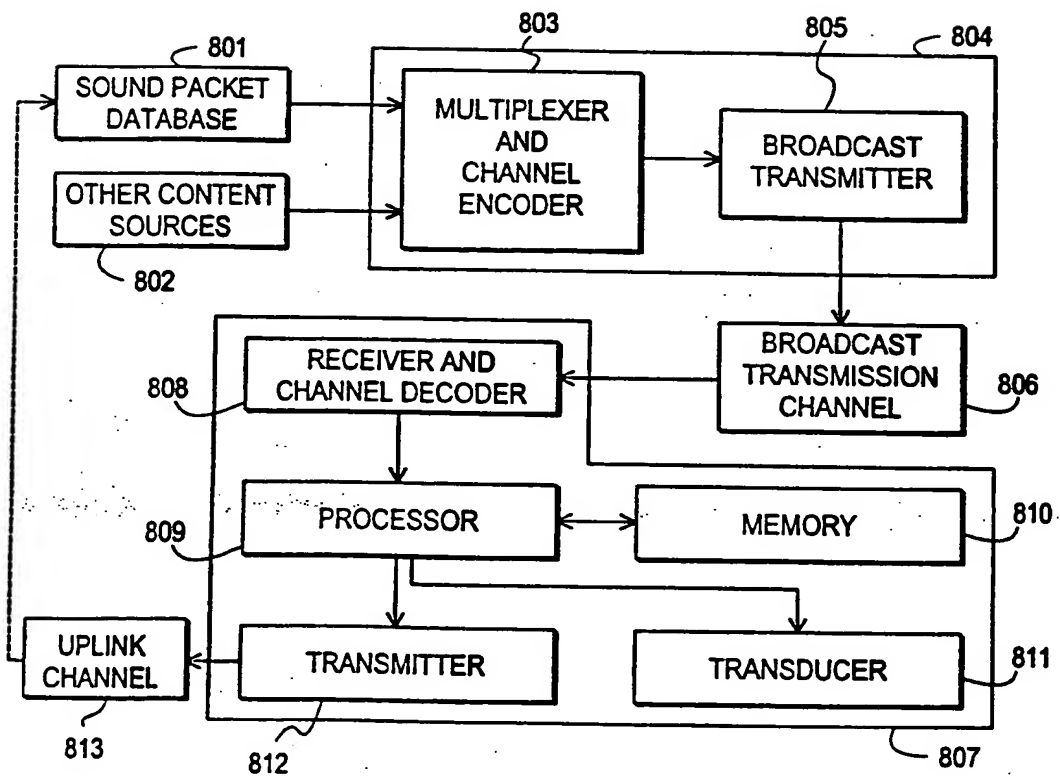 803
805
804
801
SOUND PACKET
DATABASE
MULTIPLEXER
AND
CHANNEL
ENCODER
BROADCAST
TRANSMITTER
OTHER CONTENT
SOURCES
802
RECEIVER AND
CHANNEL DECODER
808
BROADCAST
TRANSMISSION
CHANNEL
806
PROCESSOR
809
MEMORY
810
UPLINK
CHANNEL
813
TRANSMITTER
812
TRANSDUCER
811
807